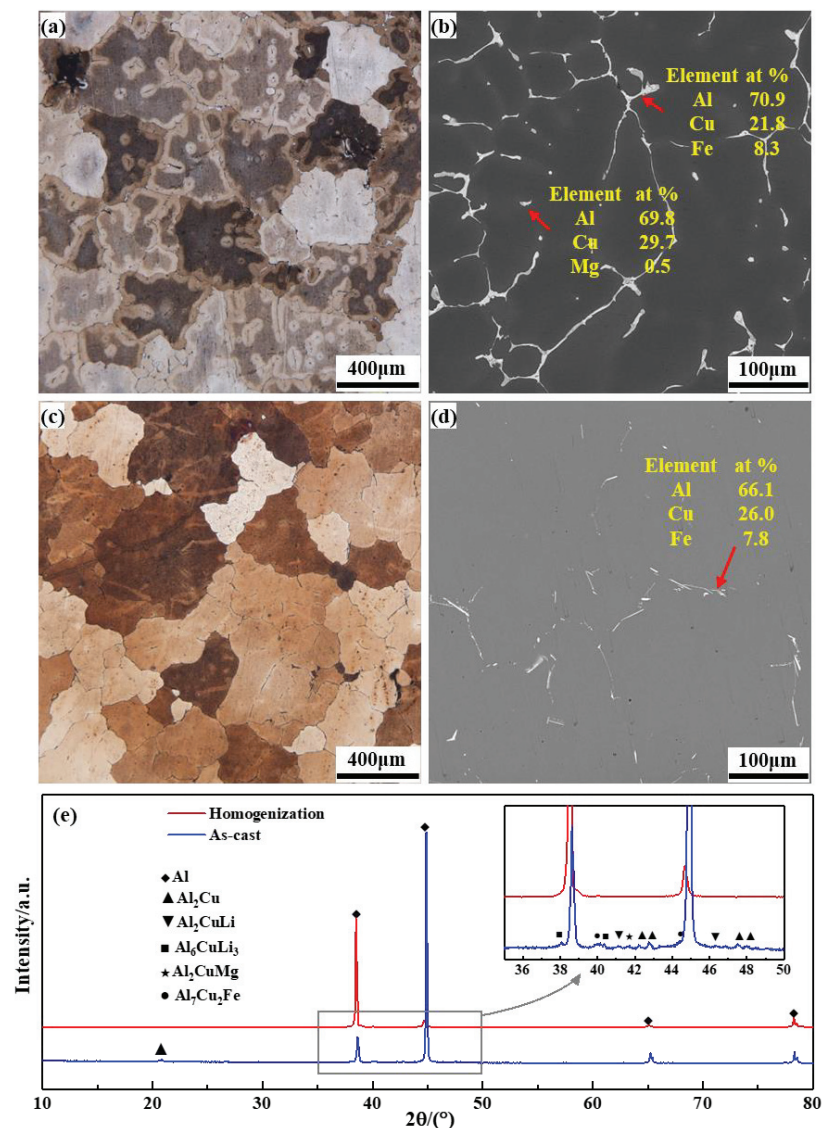 (a)
400μm
(b)
Element at %
Al 70.9
Cu 21.8
Fe 8.3
Element at %
Al 69.8
Cu 29.7
Mg 0.5
100μm
(c)
400μm
(d)
Element at %
Al 66.1
Cu 26.0
Fe 7.8
100μm
(e)
Homogenization
As-cast
Al
Al₂Cu
Al₂CuLi
Al₆CuLi₃
Al₂CuMg
Al₇Cu₂Fe
36 38 40 42 44 46 48 50
Intensity/a.u.
10 20 30 40 50 60 70 80
2θ/(°)